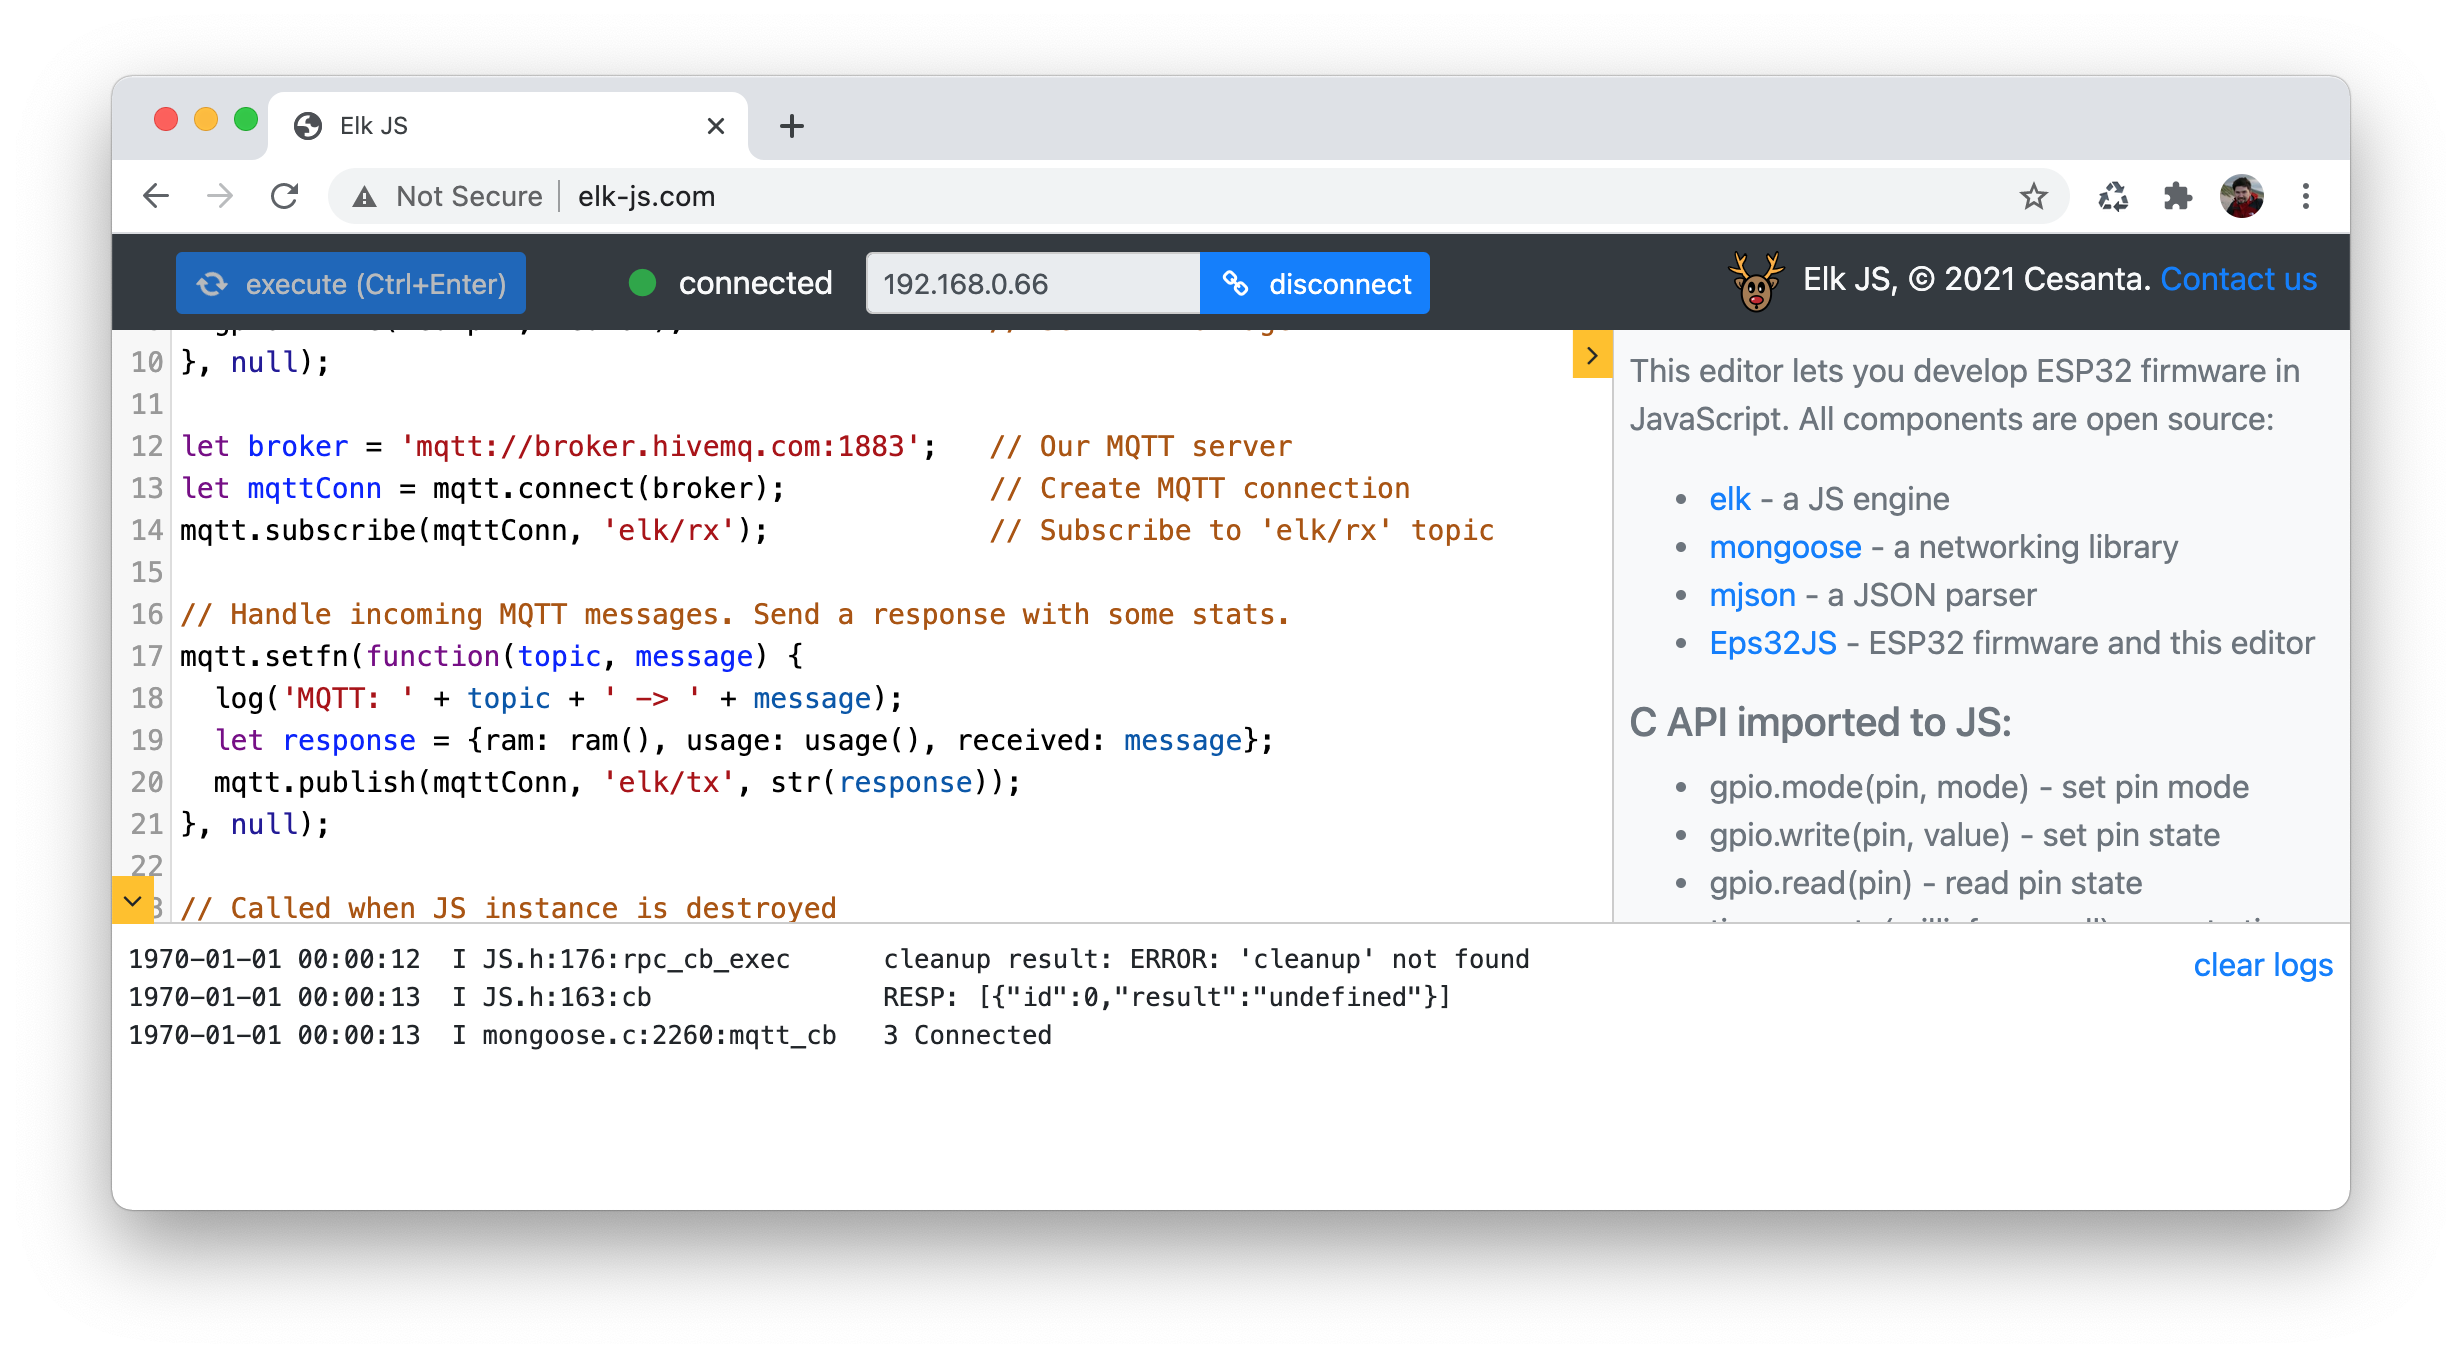 Elk JS
Not Secure elk-js.com
execute (Ctrl+Enter) connected 192.168.0.66 disconnect Elk JS, © 2021 Cesanta. Contact us
10 }, null);
11
12 let broker = 'mqtt://broker.hivemq.com:1883'; // Our MQTT server
13 let mqttConn = mqtt.connect(broker); // Create MQTT connection
14 mqtt.subscribe(mqttConn, 'elk/rx'); // Subscribe to 'elk/rx' topic
15
16 // Handle incoming MQTT messages. Send a response with some stats.
17 mqtt.setfn(function(topic, message) {
18 log('MQTT: ' + topic + ' -> ' + message);
19 let response = {ram: ram(), usage: usage(), received: message};
20 mqtt.publish(mqttConn, 'elk/tx', str(response));
21 }, null);
22
3 // Called when JS instance is destroyed
This editor lets you develop ESP32 firmware in
JavaScript. All components are open source:
• elk - a JS engine
• mongoose - a networking library
• mjson - a JSON parser
• Eps32JS - ESP32 firmware and this editor
C API imported to JS:
• gpio.mode(pin, mode) - set pin mode
• gpio.write(pin, value) - set pin state
• gpio.read(pin) - read pin state
1970-01-01 00:00:12 I JS.h:176:rpc_cb_exec cleanup result: ERROR: 'cleanup' not found
1970-01-01 00:00:13 I JS.h:163:cb RESP: [{"id":0,"result":"undefined"}]
1970-01-01 00:00:13 I mongoose.c:2260:mqtt_cb 3 Connected
clear logs